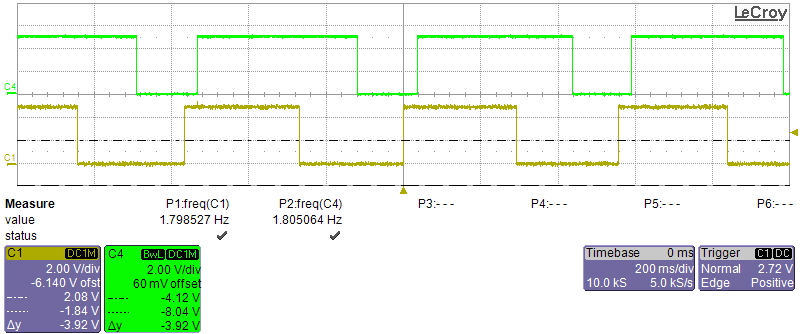 LeCroy
C4
C1
Measure P1:freq(C1) P2:freq(C4) P3:- - - P4:- - - P5:- - - P6:- - -
value 1.798527 Hz 1.805064 Hz
status
C1 DC1M
2.00 V/div
-6.140 V ofst
2.08 V
-1.84 V
Δy -3.92 V
C4 BwL DC1M
2.00 V/div
60 mV offset
-4.12 V
-8.04 V
Δy -3.92 V
Timebase 0 ms
200 ms/div
10.0 kS 5.0 kS/s
Trigger C1 DC
Normal 2.72 V
Edge Positive